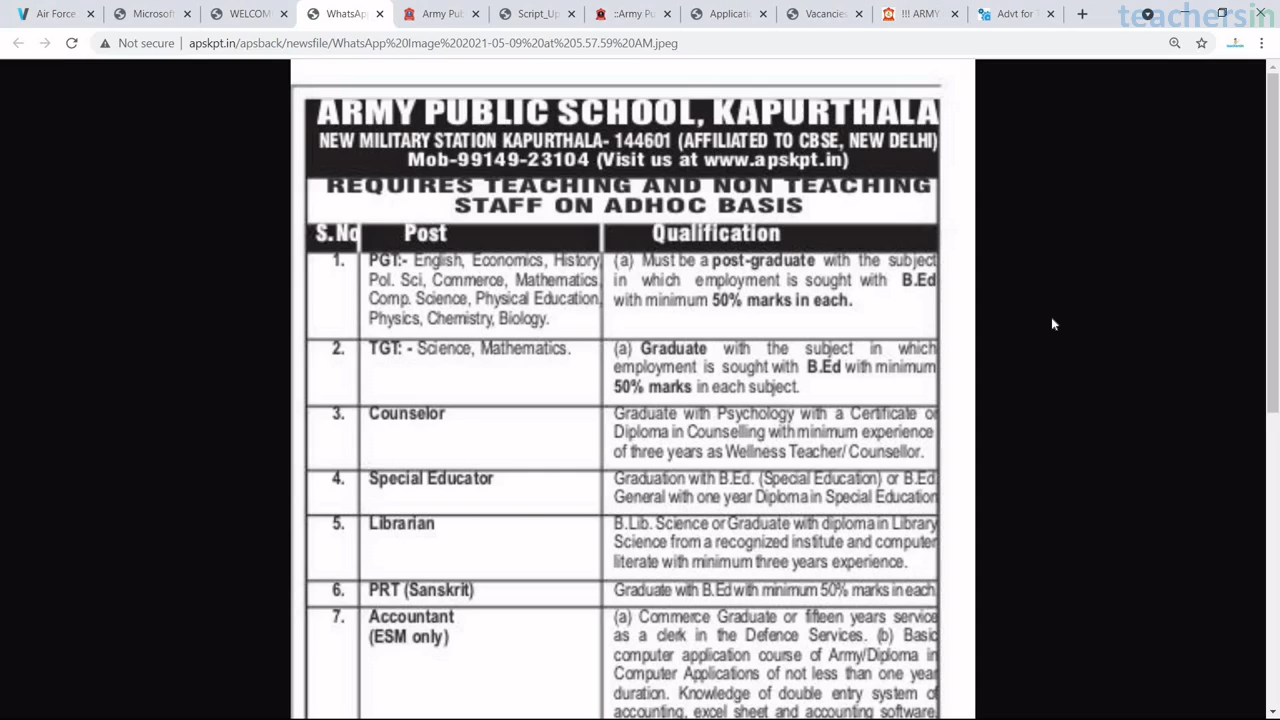 Air Force S
Microsoft
WELCOM
WhatsApp
Army Pub
Script_Up
::Army Pu
Applicatio
Vacancies
!!! ARMY
Advt for T
teachersin
Not secure | apskpt.in/apsback/newsfile/WhatsApp%20Image%202021-05-09%20at%205.57.59%20AM.jpeg
ARMY PUBLIC SCHOOL, KAPURTHALA
NEW MILITARY STATION KAPURTHALA- 144601 (AFFILIATED TO CBSE, NEW DELHI)
Mob-99149-23104 (Visit us at www.apskpt.in)
REQUIRES TEACHING AND NON TEACHING
STAFF ON ADHOC BASIS
S.No Post Qualification
1. PGT:- English, Economics, History, (a) Must be a post-graduate with the subject
Pol. Sci, Commerce, Mathematics, in which employment is sought with B.Ed
Comp. Science, Physical Education, with minimum 50% marks in each.
Physics, Chemistry, Biology.
2. TGT: - Science, Mathematics. (a) Graduate with the subject in which
employment is sought with B.Ed with minimum
50% marks in each subject.
3. Counselor Graduate with Psychology with a Certificate or
Diploma in Counselling with minimum experience
of three years as Wellness Teacher/ Counsellor.
4. Special Educator Graduation with B.Ed. (Special Education) or B.Ed.
General with one year Diploma in Special Education
5. Librarian B.Lib. Science or Graduate with diploma in Library
Science from a recognized institute and computer
literate with minimum three years experience.
6. PRT (Sanskrit) Graduate with B.Ed with minimum 50% marks in each
7. Accountant (a) Commerce Graduate or fifteen years service
(ESM only) as a clerk in the Defence Services. (b) Basic
computer application course of Army/Diploma in
Computer Applications of not less than one year
duration. Knowledge of double entry system of
accounting, excel sheet and accounting software.